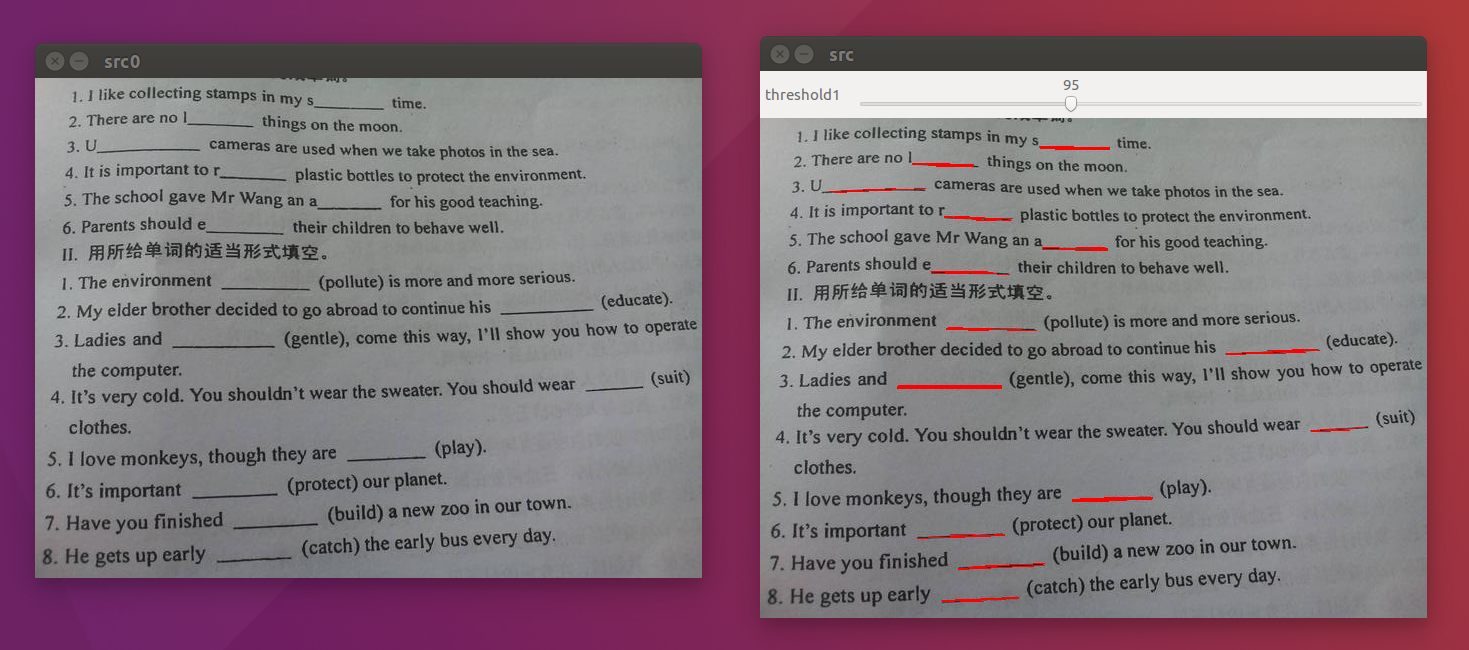 src0
1. I like collecting stamps in my s________ time.
2. There are no l________ things on the moon.
3. U____________ cameras are used when we take photos in the sea.
4. It is important to r________ plastic bottles to protect the environment.
5. The school gave Mr Wang an a________ for his good teaching.
6. Parents should e_________ their children to behave well.
II. 用所给单词的适当形式填空。
1. The environment __________ (pollute) is more and more serious.
2. My elder brother decided to go abroad to continue his ___________ (educate).
3. Ladies and ____________ (gentle), come this way, I'll show you how to operate
the computer.
4. It's very cold. You shouldn't wear the sweater. You should wear _______ (suit)
clothes.
5. I love monkeys, though they are _________ (play).
6. It's important __________ (protect) our planet.
7. Have you finished __________ (build) a new zoo in our town.
8. He gets up early _________ (catch) the early bus every day.
src
threshold1 95
1. I like collecting stamps in my s________ time.
2. There are no l________ things on the moon.
3. U____________ cameras are used when we take photos in the sea.
4. It is important to r________ plastic bottles to protect the environment.
5. The school gave Mr Wang an a________ for his good teaching.
6. Parents should e_________ their children to behave well.
II. 用所给单词的适当形式填空。
1. The environment __________ (pollute) is more and more serious.
2. My elder brother decided to go abroad to continue his ___________ (educate).
3. Ladies and ____________ (gentle), come this way, I'll show you how to operate
the computer.
4. It's very cold. You shouldn't wear the sweater. You should wear _______ (suit)
clothes.
5. I love monkeys, though they are _________ (play).
6. It's important __________ (protect) our planet.
7. Have you finished __________ (build) a new zoo in our town.
8. He gets up early _________ (catch) the early bus every day.